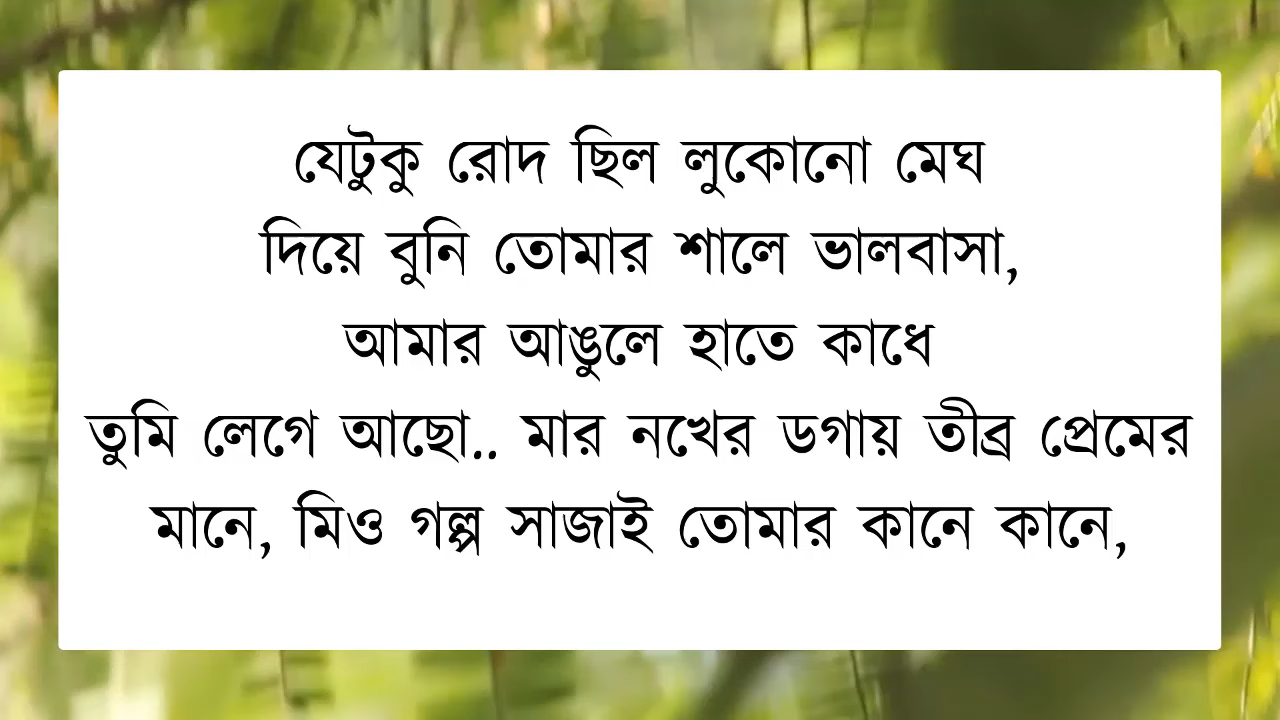 যেটুকু রোদ ছিল লুকোনো মেঘ
দিয়ে বুনি তোমার শালে ভালবাসা,
আমার আঙুলে হাতে কাধে
তুমি লেগে আছো.. মার নখের ডগায় তীব্র প্রেমের
মানে, মিও গল্প সাজাই তোমার কানে কানে,